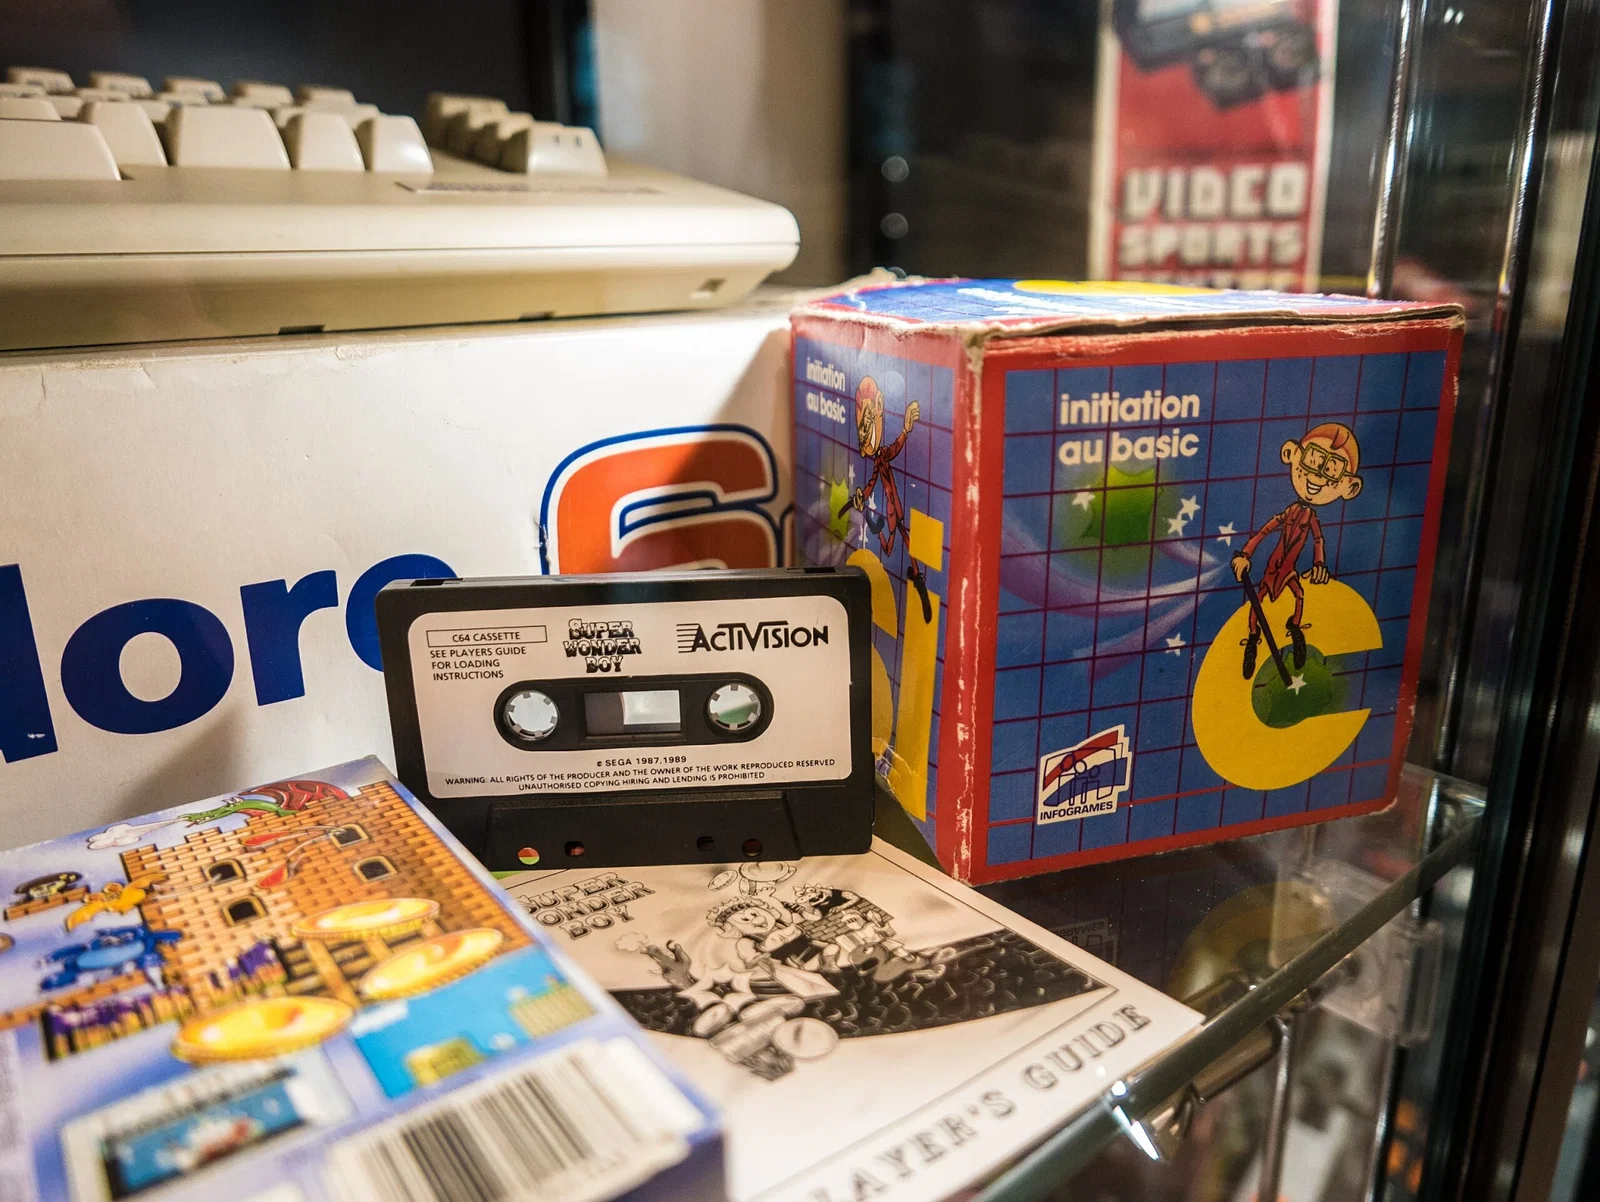 VIDEO
SPORTS
initiation
au basic
initiation
au basic
INFOGRAMES
dore 6
C64 CASSETTE
SEE PLAYERS GUIDE
FOR LOADING
INSTRUCTIONS
SUPER
WONDER
BOY
ACTIVISION
© SEGA 1987,1989
WARNING: ALL RIGHTS OF THE PRODUCER AND THE OWNER OF THE WORK REPRODUCED RESERVED
UNAUTHORISED COPYING HIRING AND LENDING IS PROHIBITED
SUPER
WONDER
BOY
LAYER'S GUIDE